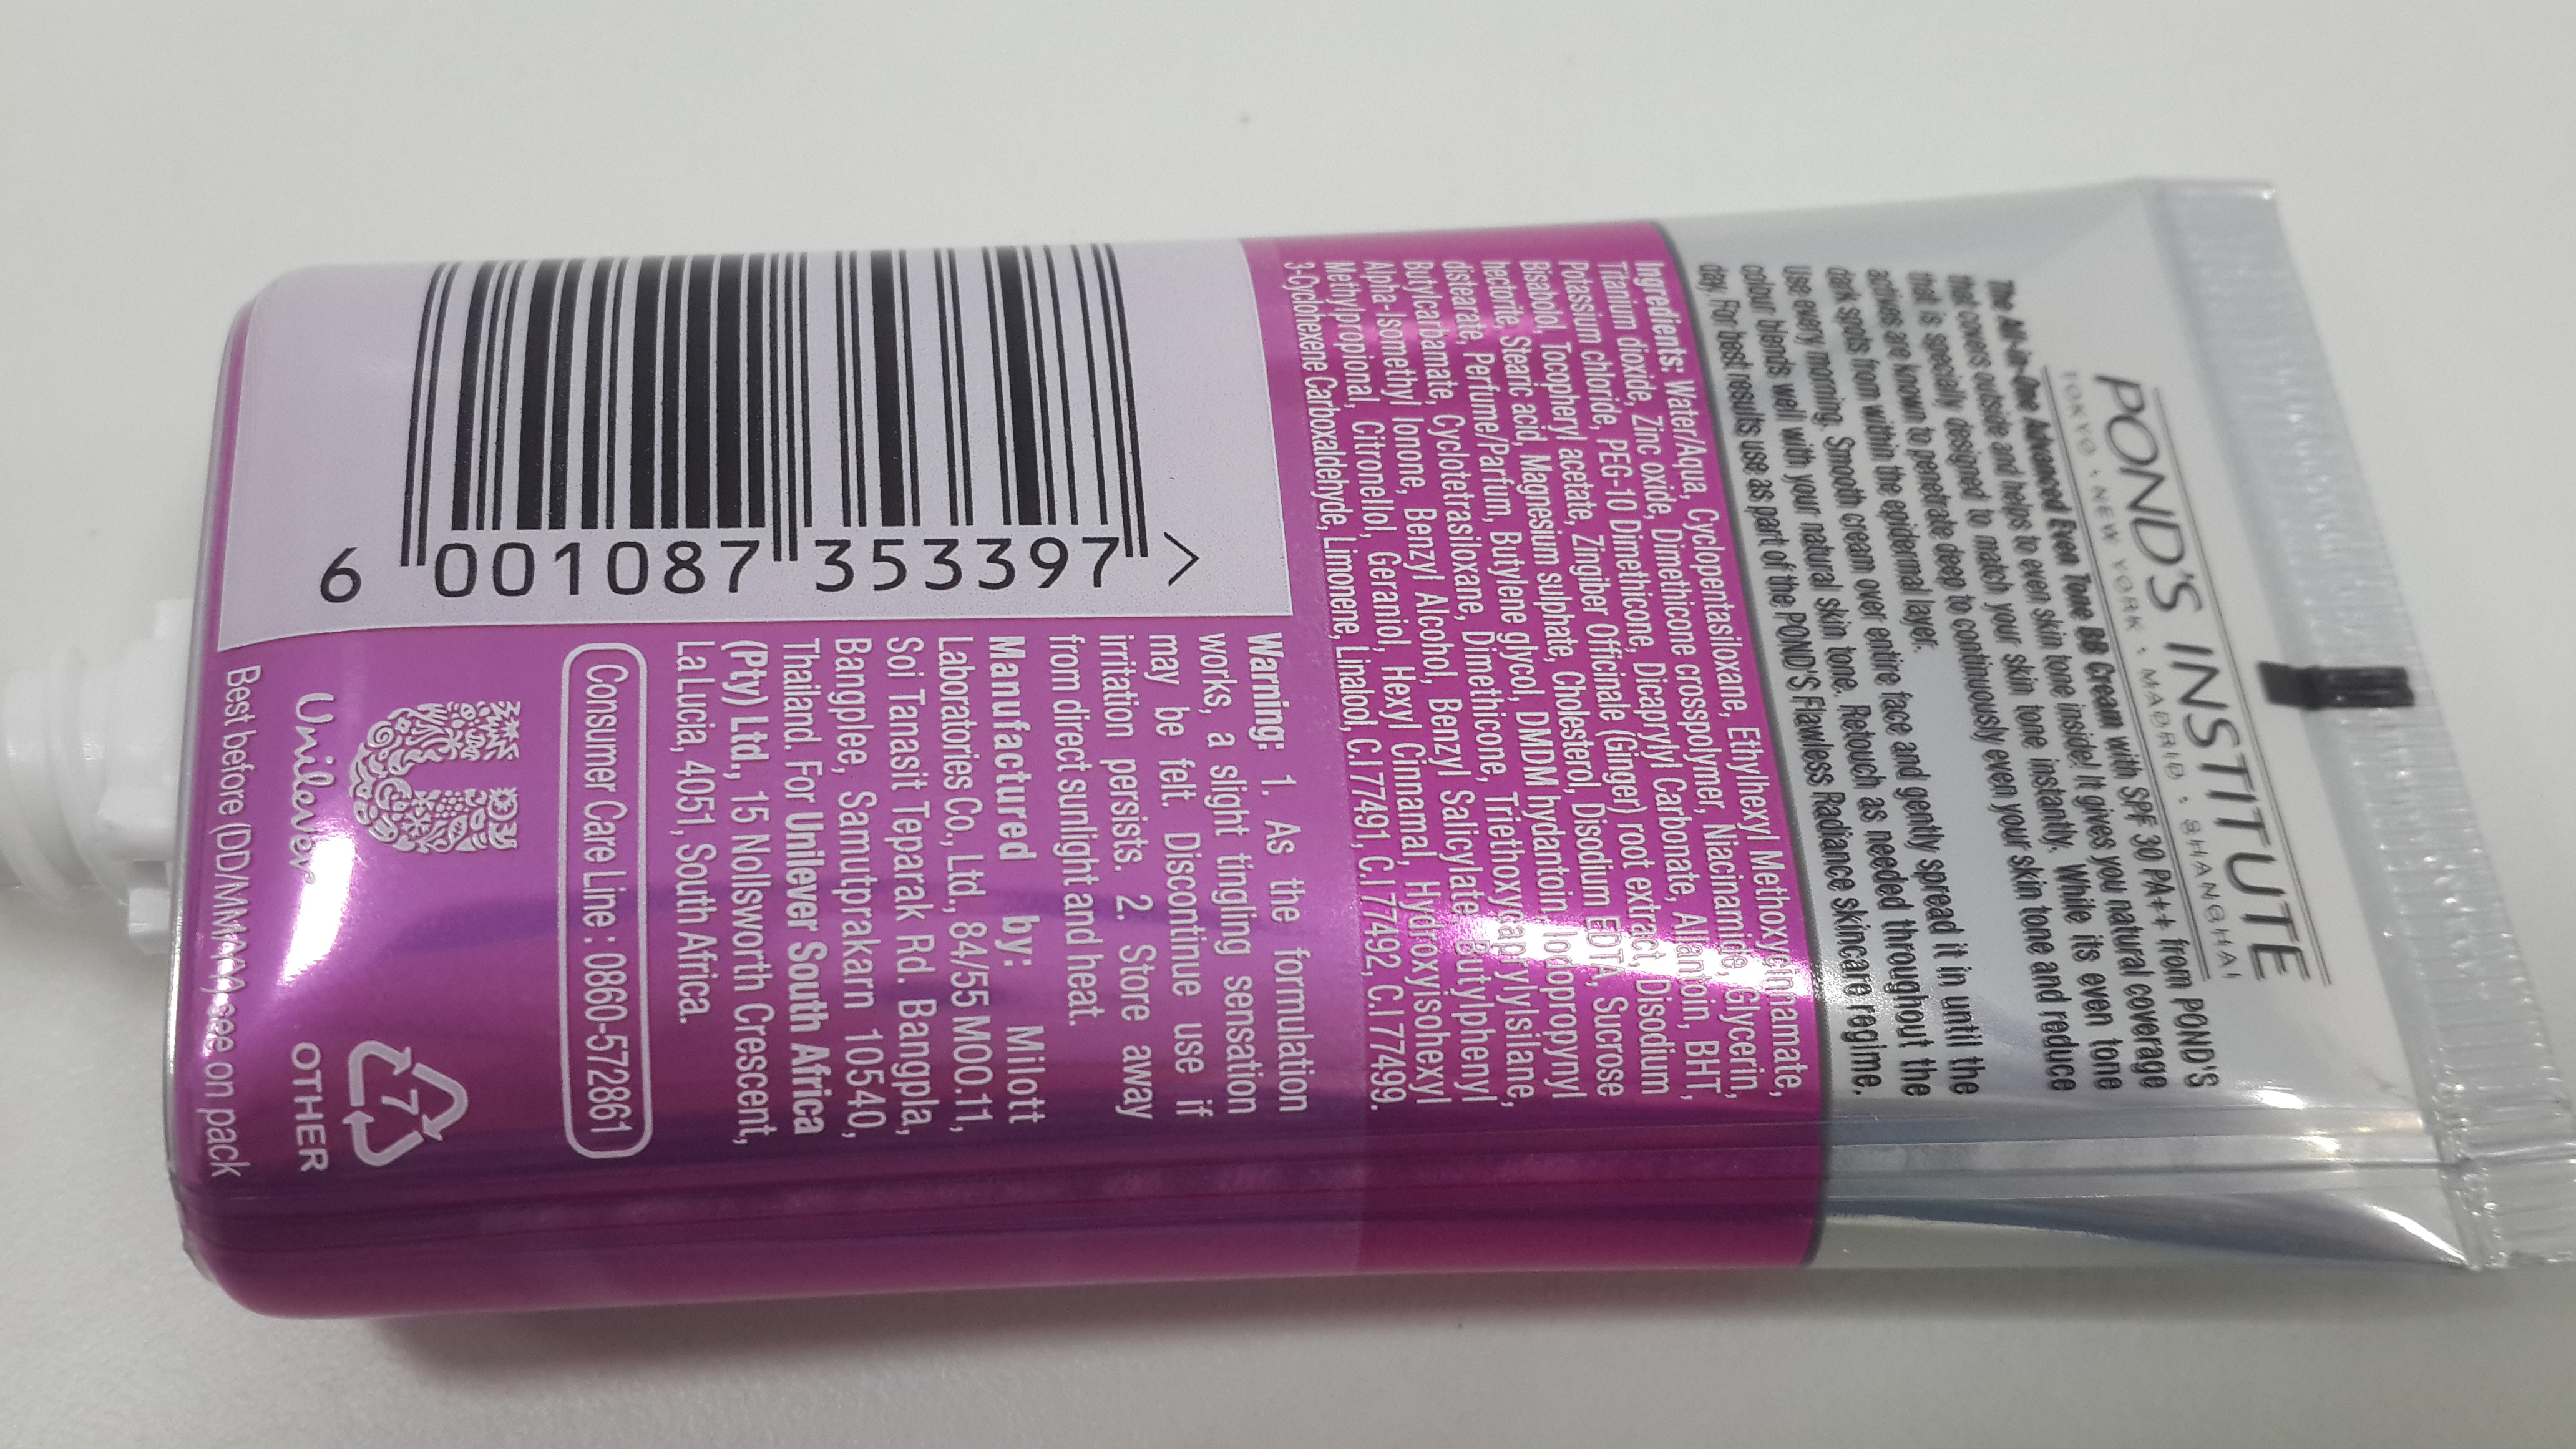 POND'S INSTITUTE
TOKYO • NEW YORK • MADRID • SHANGHAI
The All-in-One Advanced Even Tone BB Cream with SPF 30 PA++ from POND'S
that covers outside and helps to even skin tone inside. It gives you natural coverage
that is specially designed to match your skin tone instantly. While its even tone
actives are known to penetrate deep to continuously even your skin tone and reduce
dark spots from within the epidermal layer.
Use every morning. Smooth cream over entire face and gently spread it in until the
colour blends well with your natural skin tone. Retouch as needed throughout the
day. For best results use as part of the POND'S Flawless Radiance skincare regime.
Ingredients: Water/Aqua, Cyclopentasiloxane, Ethylhexyl Methoxycinnamate,
Titanium dioxide, Zinc oxide, Dimethicone crosspolymer, Niacinamide, Glycerin,
Potassium chloride, PEG-10 Dimethicone, Dicaprylyl Carbonate, Allantoin, BHT,
Bisabolol, Tocopheryl acetate, Zingiber Officinale (Ginger) root extract, Disodium
hectorite, Stearic acid, Magnesium sulphate, Cholesterol, Disodium EDTA, Sucrose
distearate, Perfume/Parfum, Butylene glycol, DMDM hydantoin, Iodopropynyl
Butylcarbamate, Cyclotetrasiloxane, Dimethicone, Triethoxycaprylylsilane,
Alpha-Isomethyl Ionone, Benzyl Alcohol, Benzyl Salicylate, Butylphenyl
Methylpropional, Citronellol, Geraniol, Hexyl Cinnamal, Hydroxyisohexyl
3-Cyclohexene Carboxaldehyde, Limonene, Linalool, C.I 77491, C.I 77492, C.I 77499.
Warning: 1. As the formulation
works, a slight tingling sensation
may be felt. Discontinue use if
irritation persists. 2. Store away
from direct sunlight and heat.
Manufactured by: Milott
Laboratories Co., Ltd., 84/55 M00.11,
Soi Tanasit Teparak Rd. Bangpla,
Bangplee, Samutprakarn 10540,
Thailand. For Unilever South Africa
(Pty) Ltd., 15 Nollsworth Crescent,
La Lucia, 4051, South Africa.
Consumer Care Line : 0860-572861
6 001087 353397 >
Unilever
7
OTHER
Best before (DD/MM/YY) see on pack